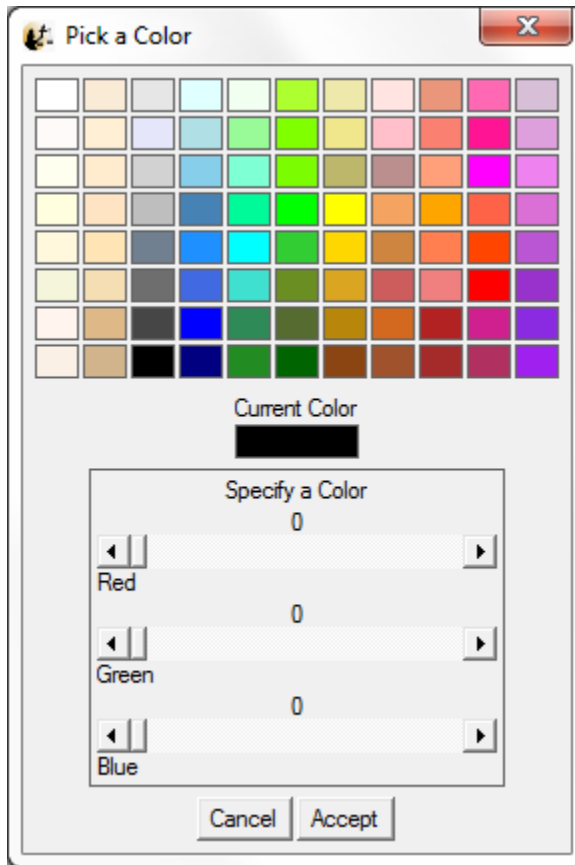 Pick a Color
Current Color
Specify a Color
0
Red
0
Green
0
Blue
Cancel Accept